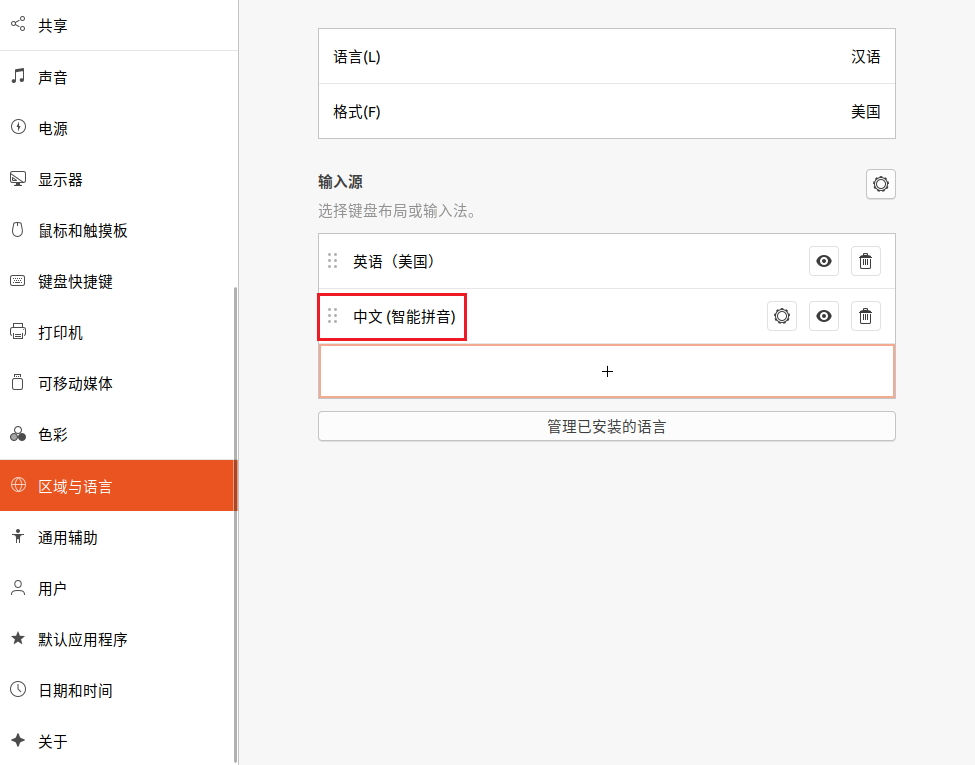 共享
声音
电源
显示器
鼠标和触摸板
键盘快捷键
打印机
可移动媒体
色彩
区域与语言
通用辅助
用户
默认应用程序
日期和时间
关于
语言(L) 汉语
格式(F) 美国
输入源
选择键盘布局或输入法。
英语（美国）
中文 (智能拼音)
+
管理已安装的语言